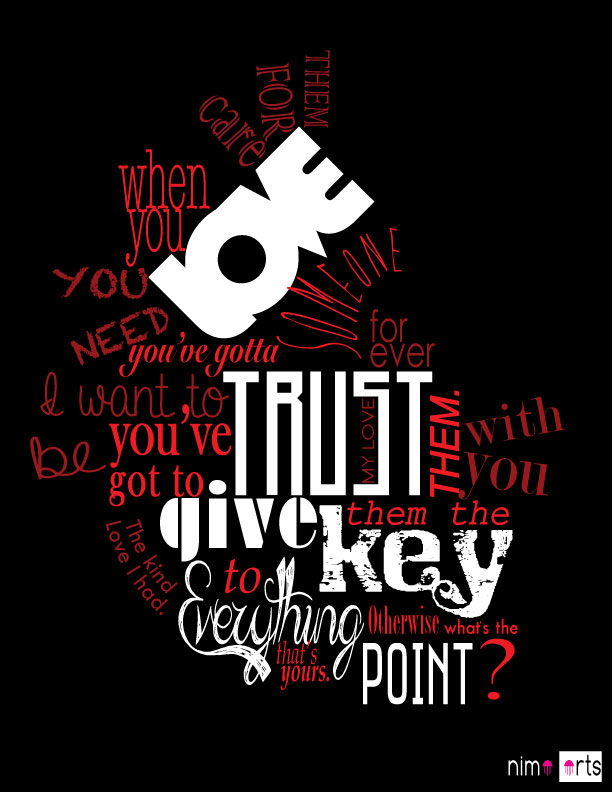 THEM
FOR
care
when
you
LOVE
SOMEONE
YOU
NEED
for
ever
you've gotta
I want to
TRUST
MY LOVE
THEM.
with
you
be
, you've
got to
give
them the
key
The kind
Love I had.
to
Everything
that's
yours.
Otherwise what's the
POINT?
nim arts